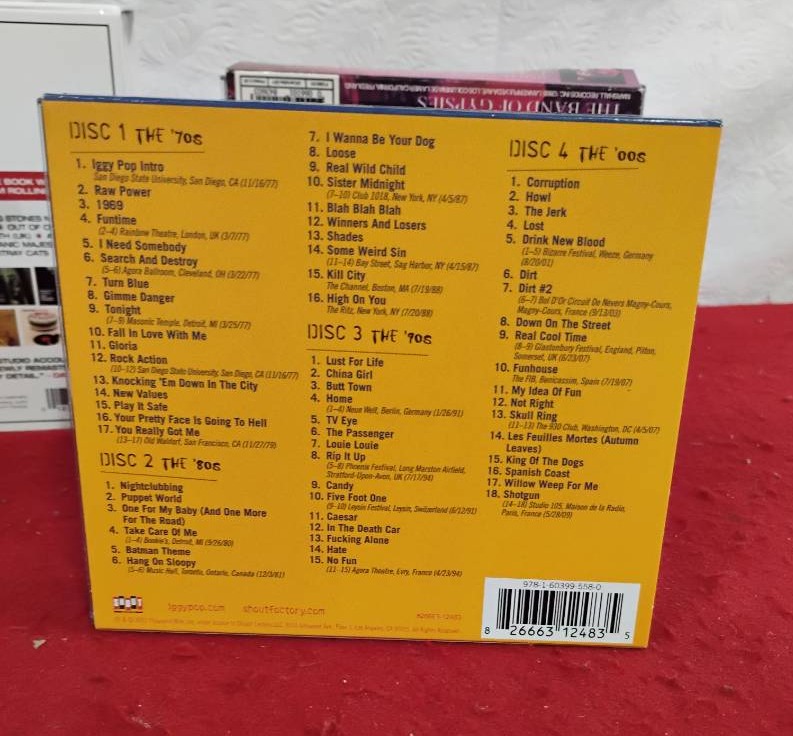 BOOK W
ROLLIN
STONES
OUT OF
MAJES
TRAY CATS
STUDIO
DETAIL."
THE BAND OF GYPSIES
DISC 1 THE '70s
1. Iggy Pop Intro
San Diego State University, San Diego, CA (11/16/77)
2. Raw Power
3. 1969
4. Funtime
(2–4) Rainbow Theatre, London, UK (3/7/77)
5. I Need Somebody
6. Search And Destroy
(5–6) Agora Ballroom, Cleveland, OH (3/22/77)
7. Turn Blue
8. Gimme Danger
9. Tonight
(7–9) Masonic Temple, Detroit, MI (3/25/77)
10. Fall In Love With Me
11. Gloria
12. Rock Action
(10–12) San Diego State University, San Diego, CA (11/16/77)
13. Knocking 'Em Down In The City
14. New Values
15. Play It Safe
16. Your Pretty Face Is Going To Hell
17. You Really Got Me
(13–17) Old Waldorf, San Francisco, CA (11/27/79)
DISC 2 THE '80s
1. Nightclubbing
2. Puppet World
3. One For My Baby (And One More
For The Road)
4. Take Care Of Me
(1–4) Bookie's, Detroit, MI (9/26/80)
5. Batman Theme
6. Hang On Sloopy
(5–6) Music Hall, Toronto, Ontario, Canada (12/3/81)
7. I Wanna Be Your Dog
8. Loose
9. Real Wild Child
10. Sister Midnight
(7–10) Club 1018, New York, NY (4/5/87)
11. Blah Blah Blah
12. Winners And Losers
13. Shades
14. Some Weird Sin
(11–14) Bay Street, Sag Harbor, NY (4/15/87)
15. Kill City
The Channel, Boston, MA (7/19/88)
16. High On You
The Ritz, New York, NY (7/20/88)
DISC 3 THE '90s
1. Lust For Life
2. China Girl
3. Butt Town
4. Home
(1–4) Neue Welt, Berlin, Germany (1/26/91)
5. TV Eye
6. The Passenger
7. Louie Louie
8. Rip It Up
(5–8) Phoenix Festival, Long Marston Airfield,
Stratford-Upon-Avon, UK (7/17/94)
9. Candy
10. Five Foot One
(9–10) Leysin Festival, Leysin, Switzerland (6/12/91)
11. Caesar
12. In The Death Car
13. Fucking Alone
14. Hate
15. No Fun
(11–15) Agora Theatre, Evry, France (4/23/94)
DISC 4 THE '00s
1. Corruption
2. Howl
3. The Jerk
4. Lost
5. Drink New Blood
(1–5) Bizarre Festival, Weeze, Germany
(8/20/01)
6. Dirt
7. Dirt #2
(6–7) Bol D'Or Circuit De Nevers Magny-Cours,
Magny-Cours, France (9/13/03)
8. Down On The Street
9. Real Cool Time
(8–9) Glastonbury Festival, England, Pilton,
Somerset, UK (6/23/07)
10. Funhouse
The FIB, Benicassim, Spain (7/19/07)
11. My Idea Of Fun
12. Not Right
13. Skull Ring
(11–13) The 930 Club, Washington, DC (4/5/07)
14. Les Feuilles Mortes (Autumn
Leaves)
15. King Of The Dogs
16. Spanish Coast
17. Willow Weep For Me
18. Shotgun
(14–18) Studio 105, Maison de la Radio,
Paris, France (5/28/09)
iggypop.com shoutfactory.com
826663-12483
978-1-60399-558-0
8 26663 12483 5